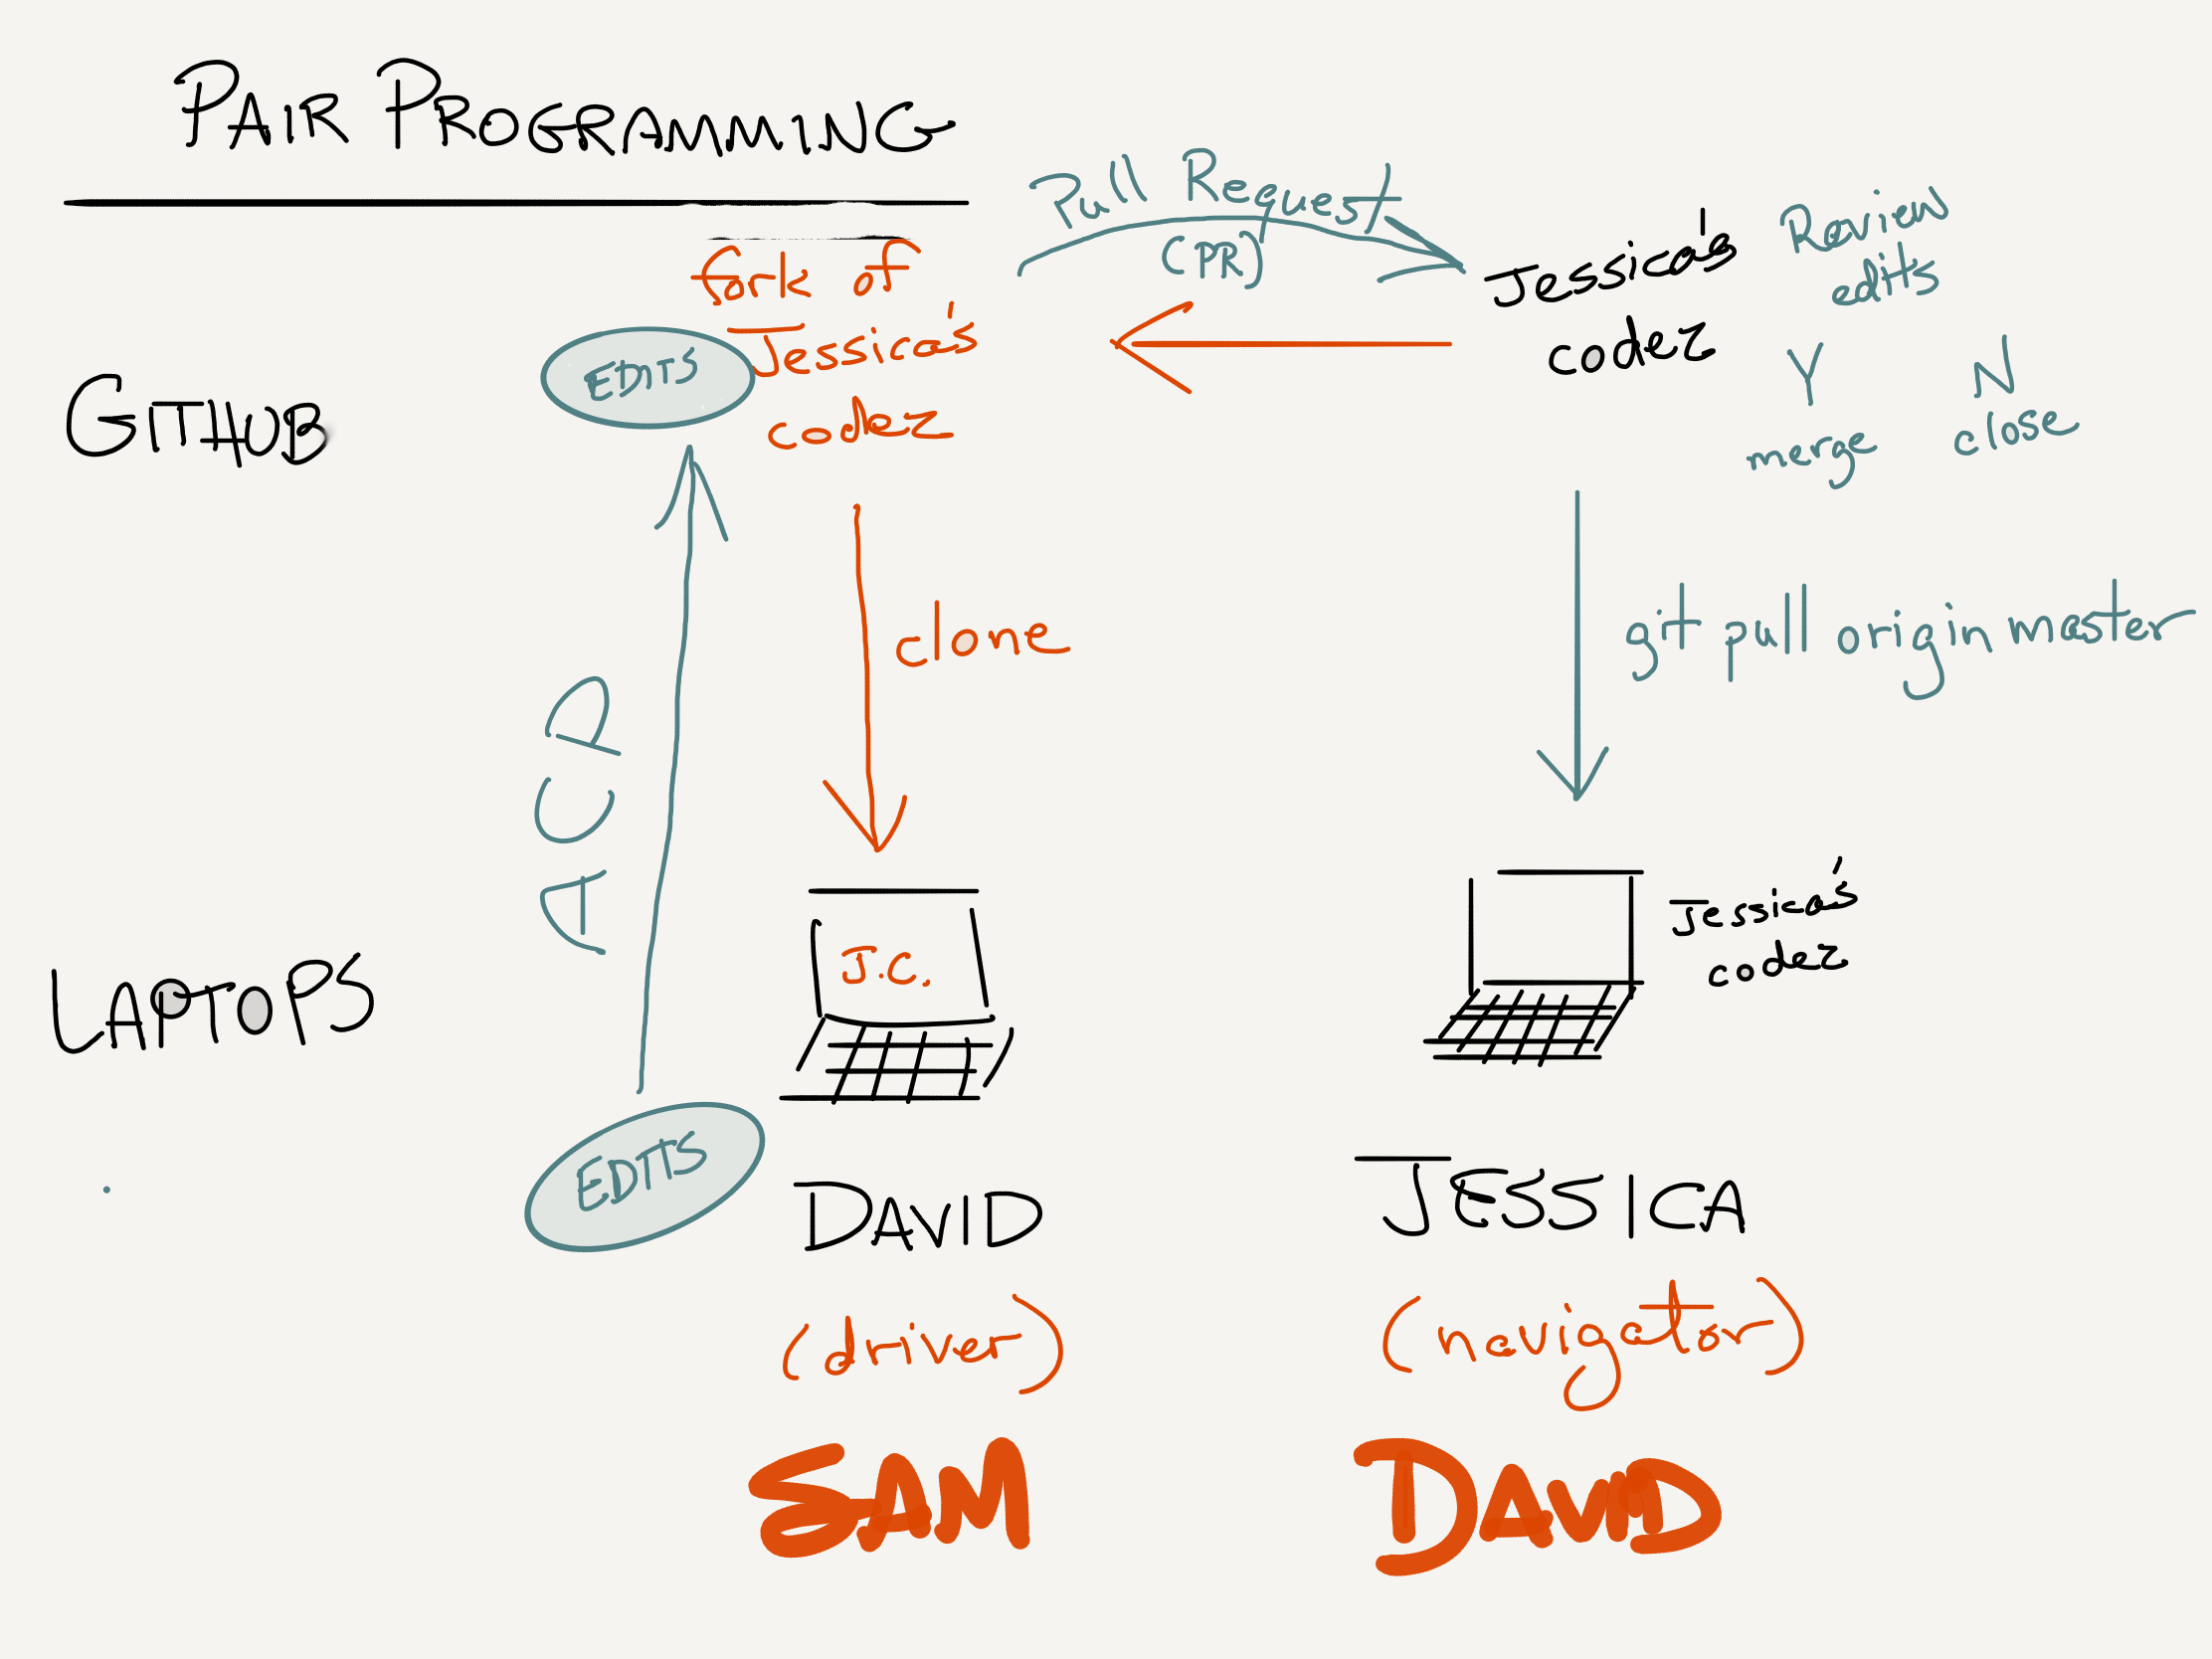 PAIR PROGRAMMING
Pull Request
(PR)
fork of
Jessica's
codez
EDITS
Jessica's
codez
Review
edits
Y
N
merge
close
GITHUB
clone
git pull origin master
ACP
LAPTOPS
J.C.
Jessica's
codez
EDITS
DAVID
JESSICA
(driver)
(navigator)
SAM
DAVID